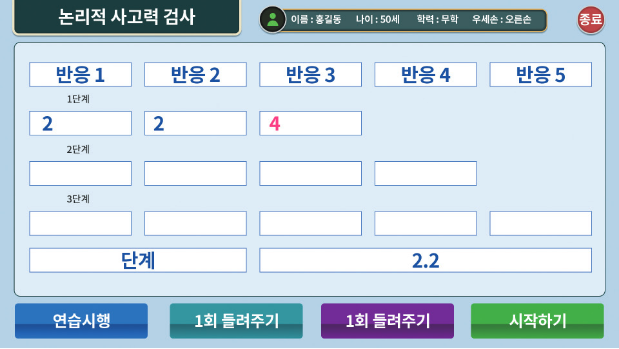 논리적 사고력 검사
이름 : 홍길동 나이 : 50세 학력 : 무학 우세손 : 오른손
종료
반응 1 반응 2 반응 3 반응 4 반응 5
1단계
2 2 4
2단계
3단계
단계 2.2
연습시행 1회 들려주기 1회 들려주기 시작하기